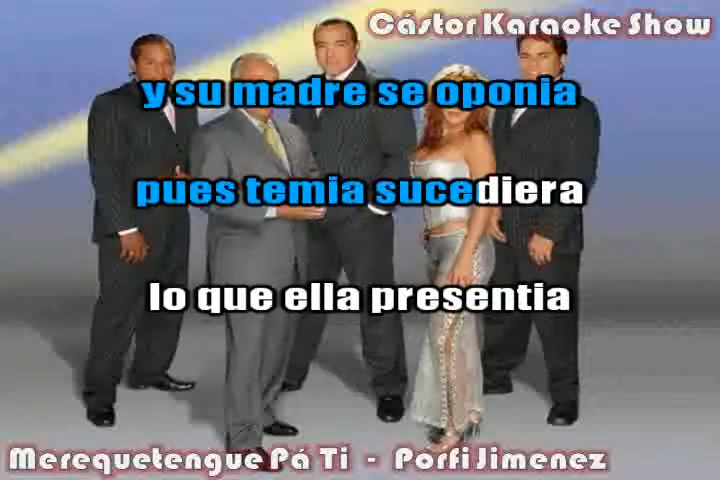 Cástor Karaoke Show
y su madre se oponia
pues temia sucediera
lo que ella presentia
Merequetengue Pá Ti - Porfi Jimenez